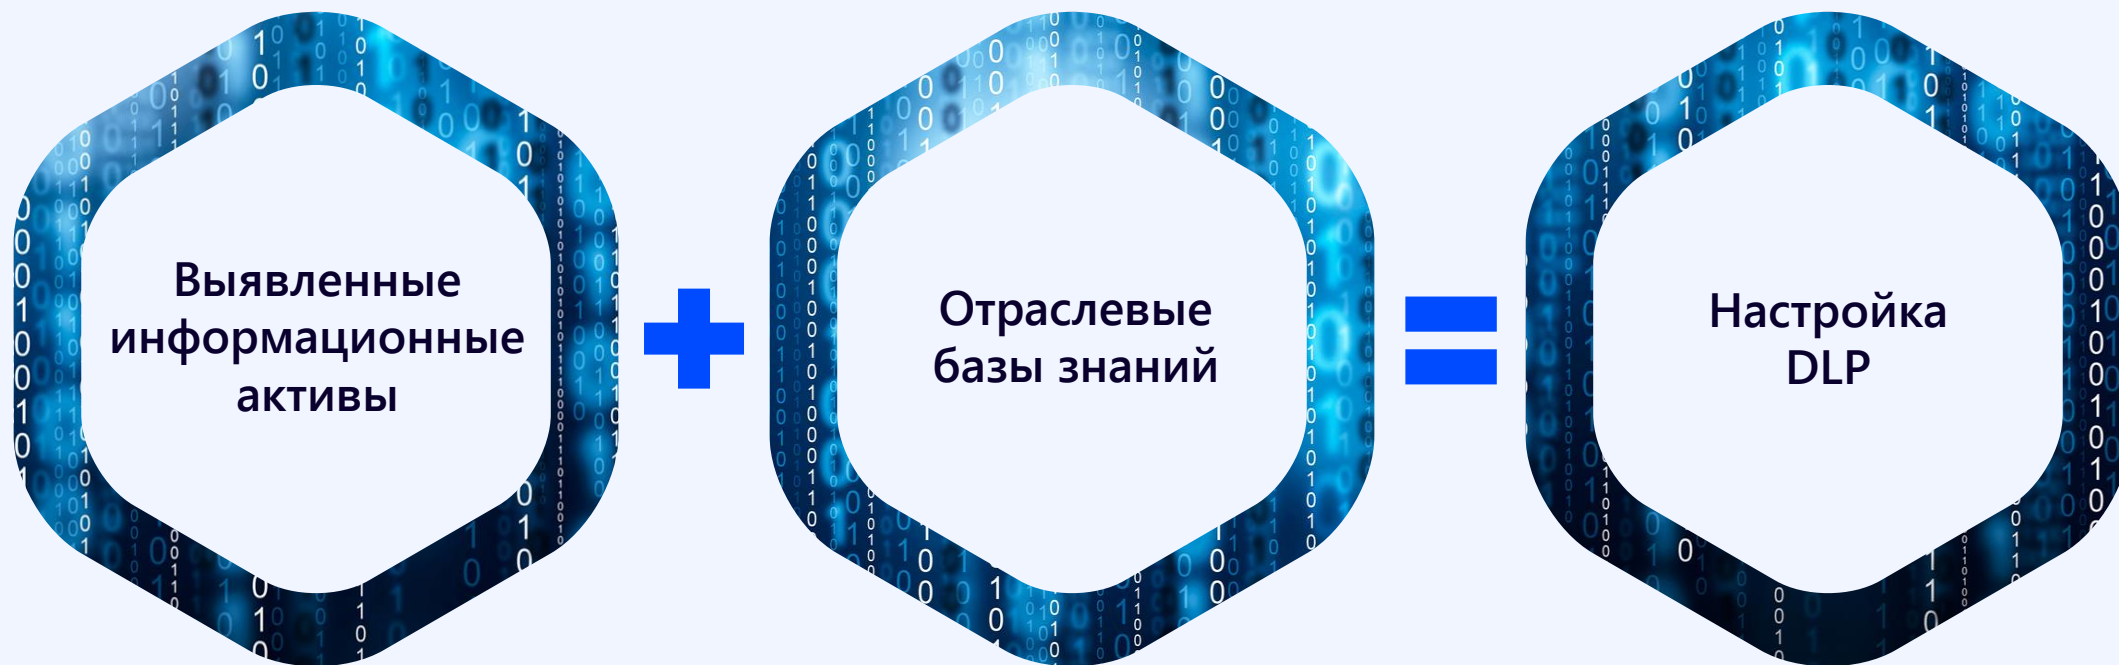 Выявленные
информационные
активы
Отраслевые
базы знаний
Настройка
DLP